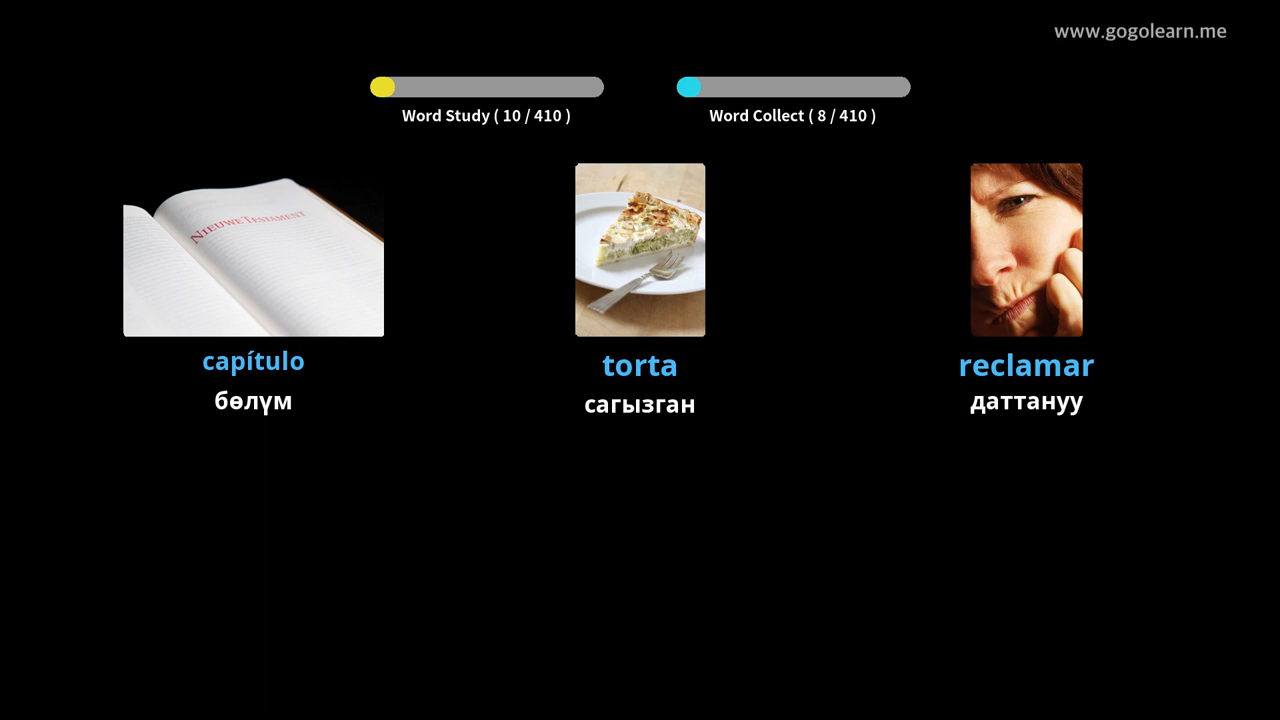 www.gogolearn.me
Word Study ( 10 / 410 )
Word Collect ( 8 / 410 )
NIEUWE TESTAMENT
capítulo
torta
reclamar
бөлүм
сагызган
даттануу